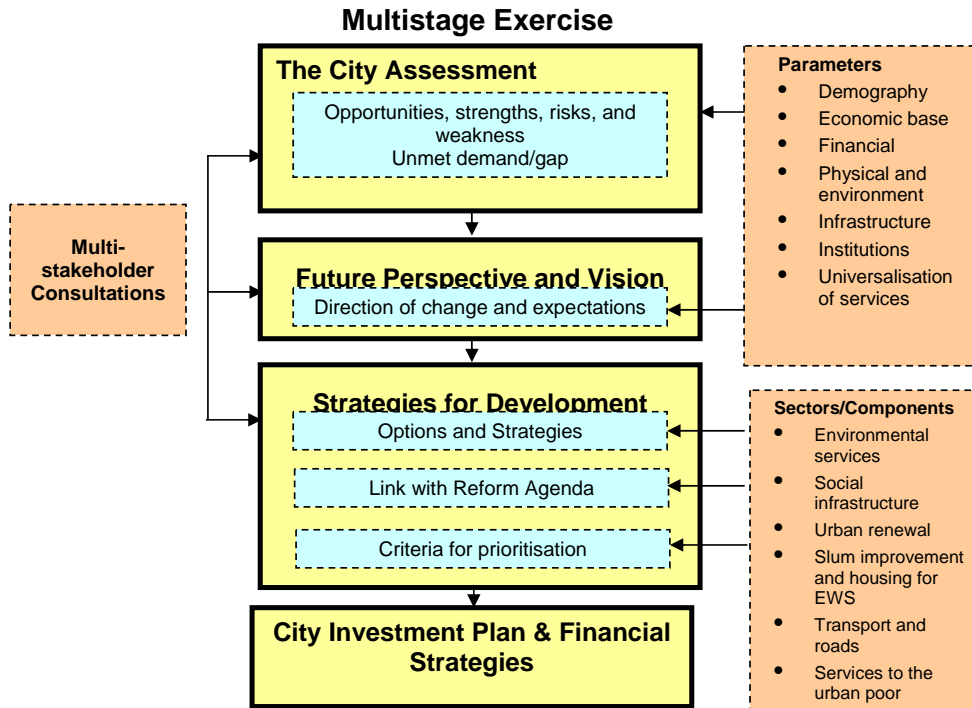 Multistage Exercise
The City Assessment
Opportunities, strengths, risks, and
weakness
Unmet demand/gap
Parameters
• Demography
• Economic base
• Financial
• Physical and
environment
• Infrastructure
• Institutions
• Universalisation
of services
Multi-
stakeholder
Consultations
Future Perspective and Vision
Direction of change and expectations
Strategies for Development
Options and Strategies
Link with Reform Agenda
Criteria for prioritisation
Sectors/Components
• Environmental
services
• Social
infrastructure
• Urban renewal
• Slum improvement
and housing for
EWS
• Transport and
roads
• Services to the
urban poor
City Investment Plan & Financial
Strategies